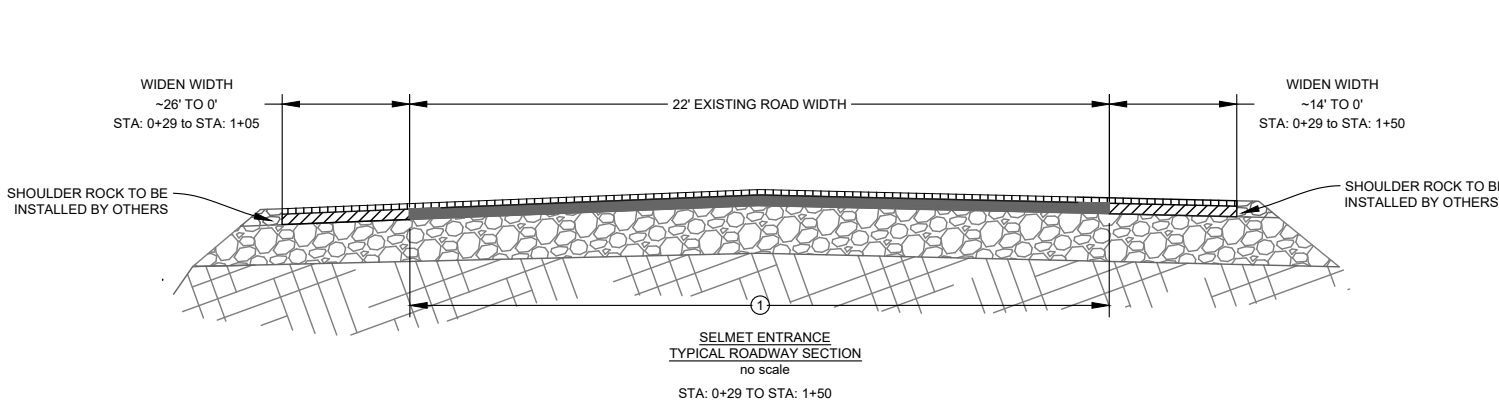 WIDEN WIDTH
~26' TO 0'
STA: 0+29 to STA: 1+05
22' EXISTING ROAD WIDTH
WIDEN WIDTH
~14' TO 0'
STA: 0+29 to STA: 1+50
SHOULDER ROCK TO BE
INSTALLED BY OTHERS
SHOULDER ROCK TO BE
INSTALLED BY OTHERS
1
SELMET ENTRANCE
TYPICAL ROADWAY SECTION
no scale
STA: 0+29 TO STA: 1+50